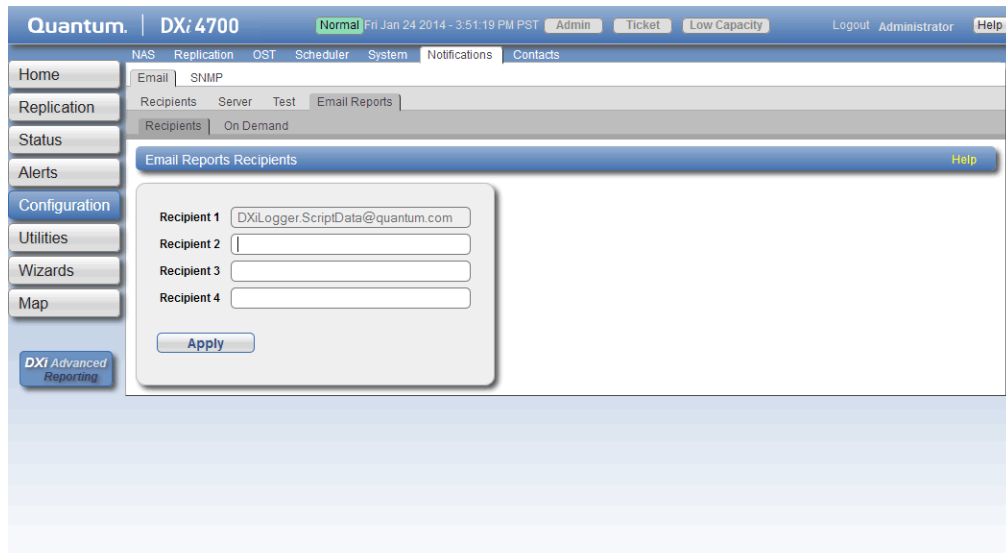 Quantum. DXi 4700 Normal Fri Jan 24 2014 - 3:51:19 PM PST Admin Ticket Low Capacity Logout Administrator Help
NAS Replication OST Scheduler System Notifications Contacts
Home
Replication
Status
Alerts
Configuration
Utilities
Wizards
Map
DXi Advanced
Reporting
Email SNMP
Recipients Server Test Email Reports
Recipients On Demand
Email Reports Recipients Help
Recipient 1 DXiLogger.ScriptData@quantum.com
Recipient 2
Recipient 3
Recipient 4
Apply